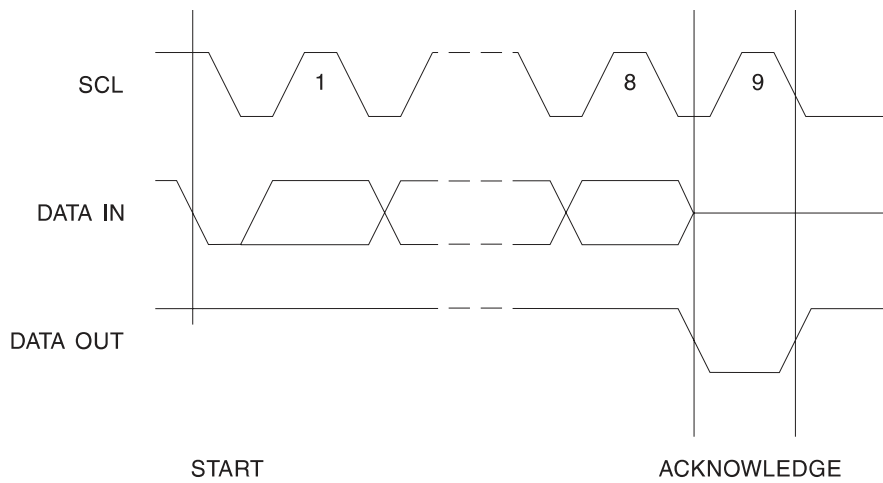 SCL
1
8
9
DATA IN
DATA OUT
START
ACKNOWLEDGE